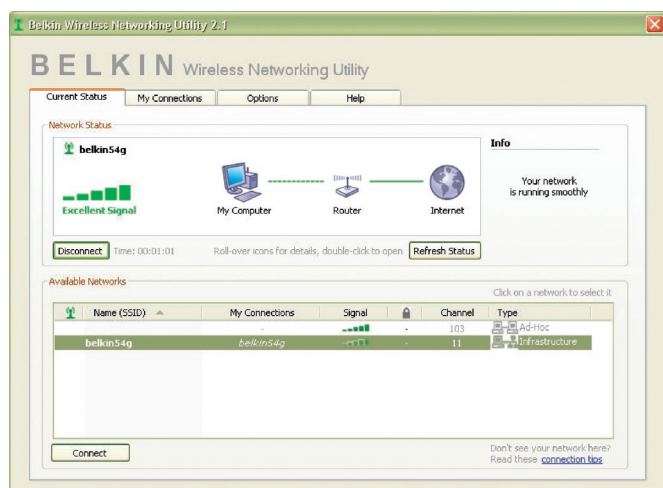 Belkin Wireless Networking Utility 2.1
BELKIN Wireless Networking Utility
Current Status My Connections Options Help
Network Status
belkin54g
Excellent Signal
My Computer Router Internet
Info
Your network
is running smoothly
Disconnect Time: 00:01:01 Roll-over icons for details, double-click to open Refresh Status
Available Networks
Click on a network to select it
Name (SSID) My Connections Signal Channel Type
- - 103 Ad-Hoc
belkin54g belkin54g - 11 Infrastructure
Connect
Don't see your network here?
Read these connection tips